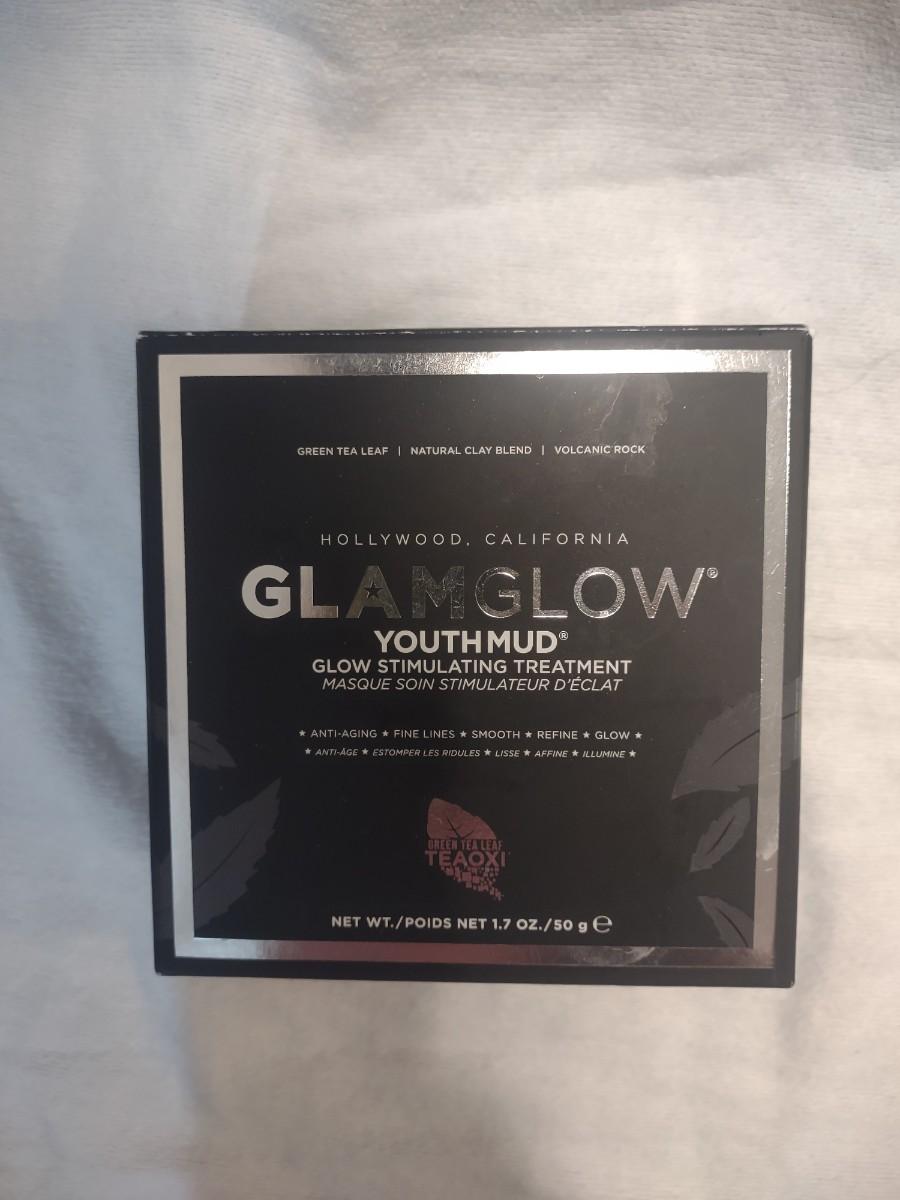 GREEN TEA LEAF | NATURAL CLAY BLEND | VOLCANIC ROCK
HOLLYWOOD, CALIFORNIA
GLAMGLOW®
YOUTHMUD®
GLOW STIMULATING TREATMENT
MASQUE SOIN STIMULATEUR D'ÉCLAT
★ ANTI-AGING ★ FINE LINES ★ SMOOTH ★ REFINE ★ GLOW ★
★ ANTI-ÂGE ★ ESTOMPER LES RIDULES ★ LISSE ★ AFFINE ★ ILLUMINE ★
GREEN TEA LEAF
TEAOXI
NET WT./POIDS NET 1.7 OZ./50 g ℮